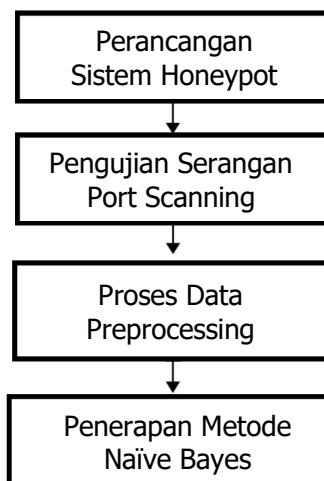 Perancangan
Sistem Honeypot
Pengujian Serangan
Port Scanning
Proses Data
Preprocessing
Penerapan Metode
Naïve Bayes